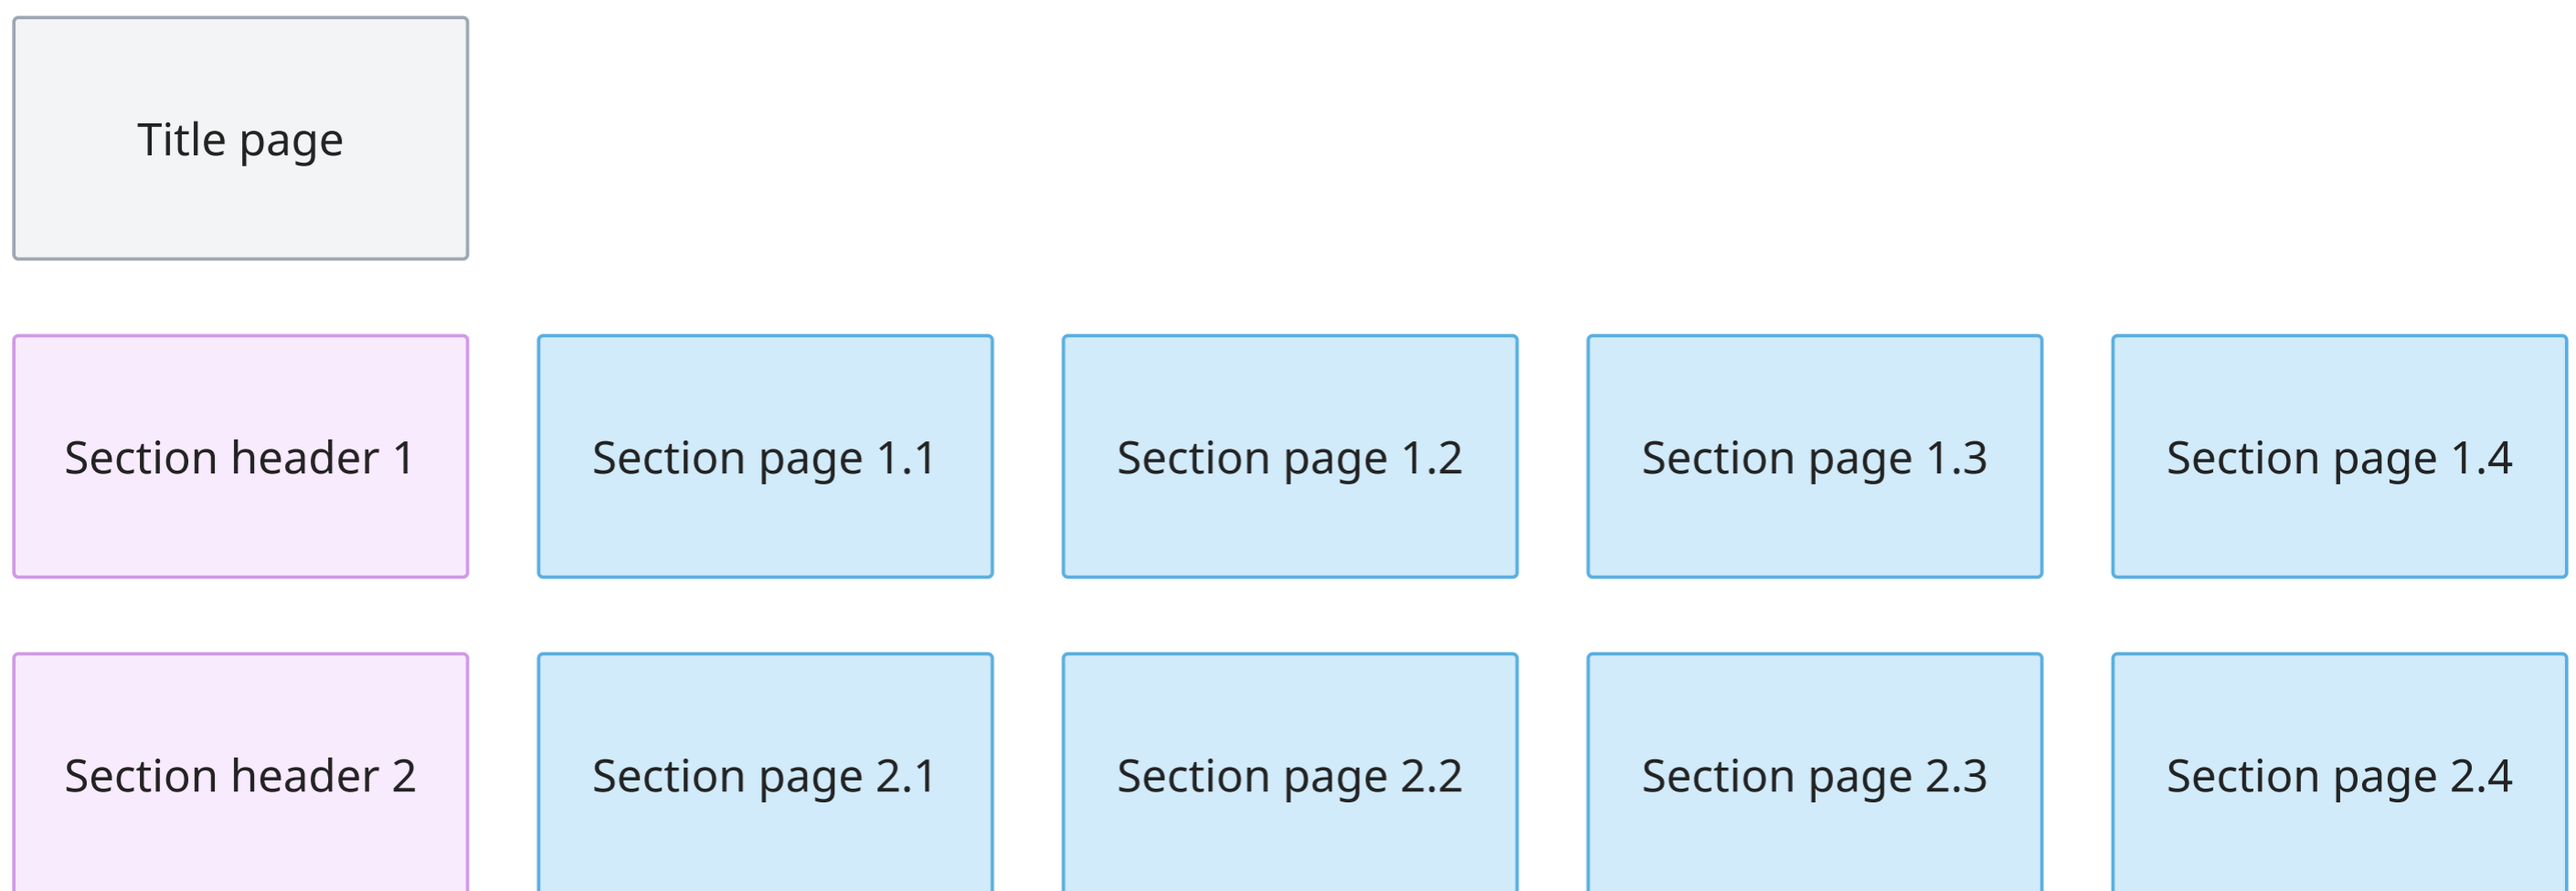 Title page
Section header 1
Section page 1.1
Section page 1.2
Section page 1.3
Section page 1.4
Section header 2
Section page 2.1
Section page 2.2
Section page 2.3
Section page 2.4